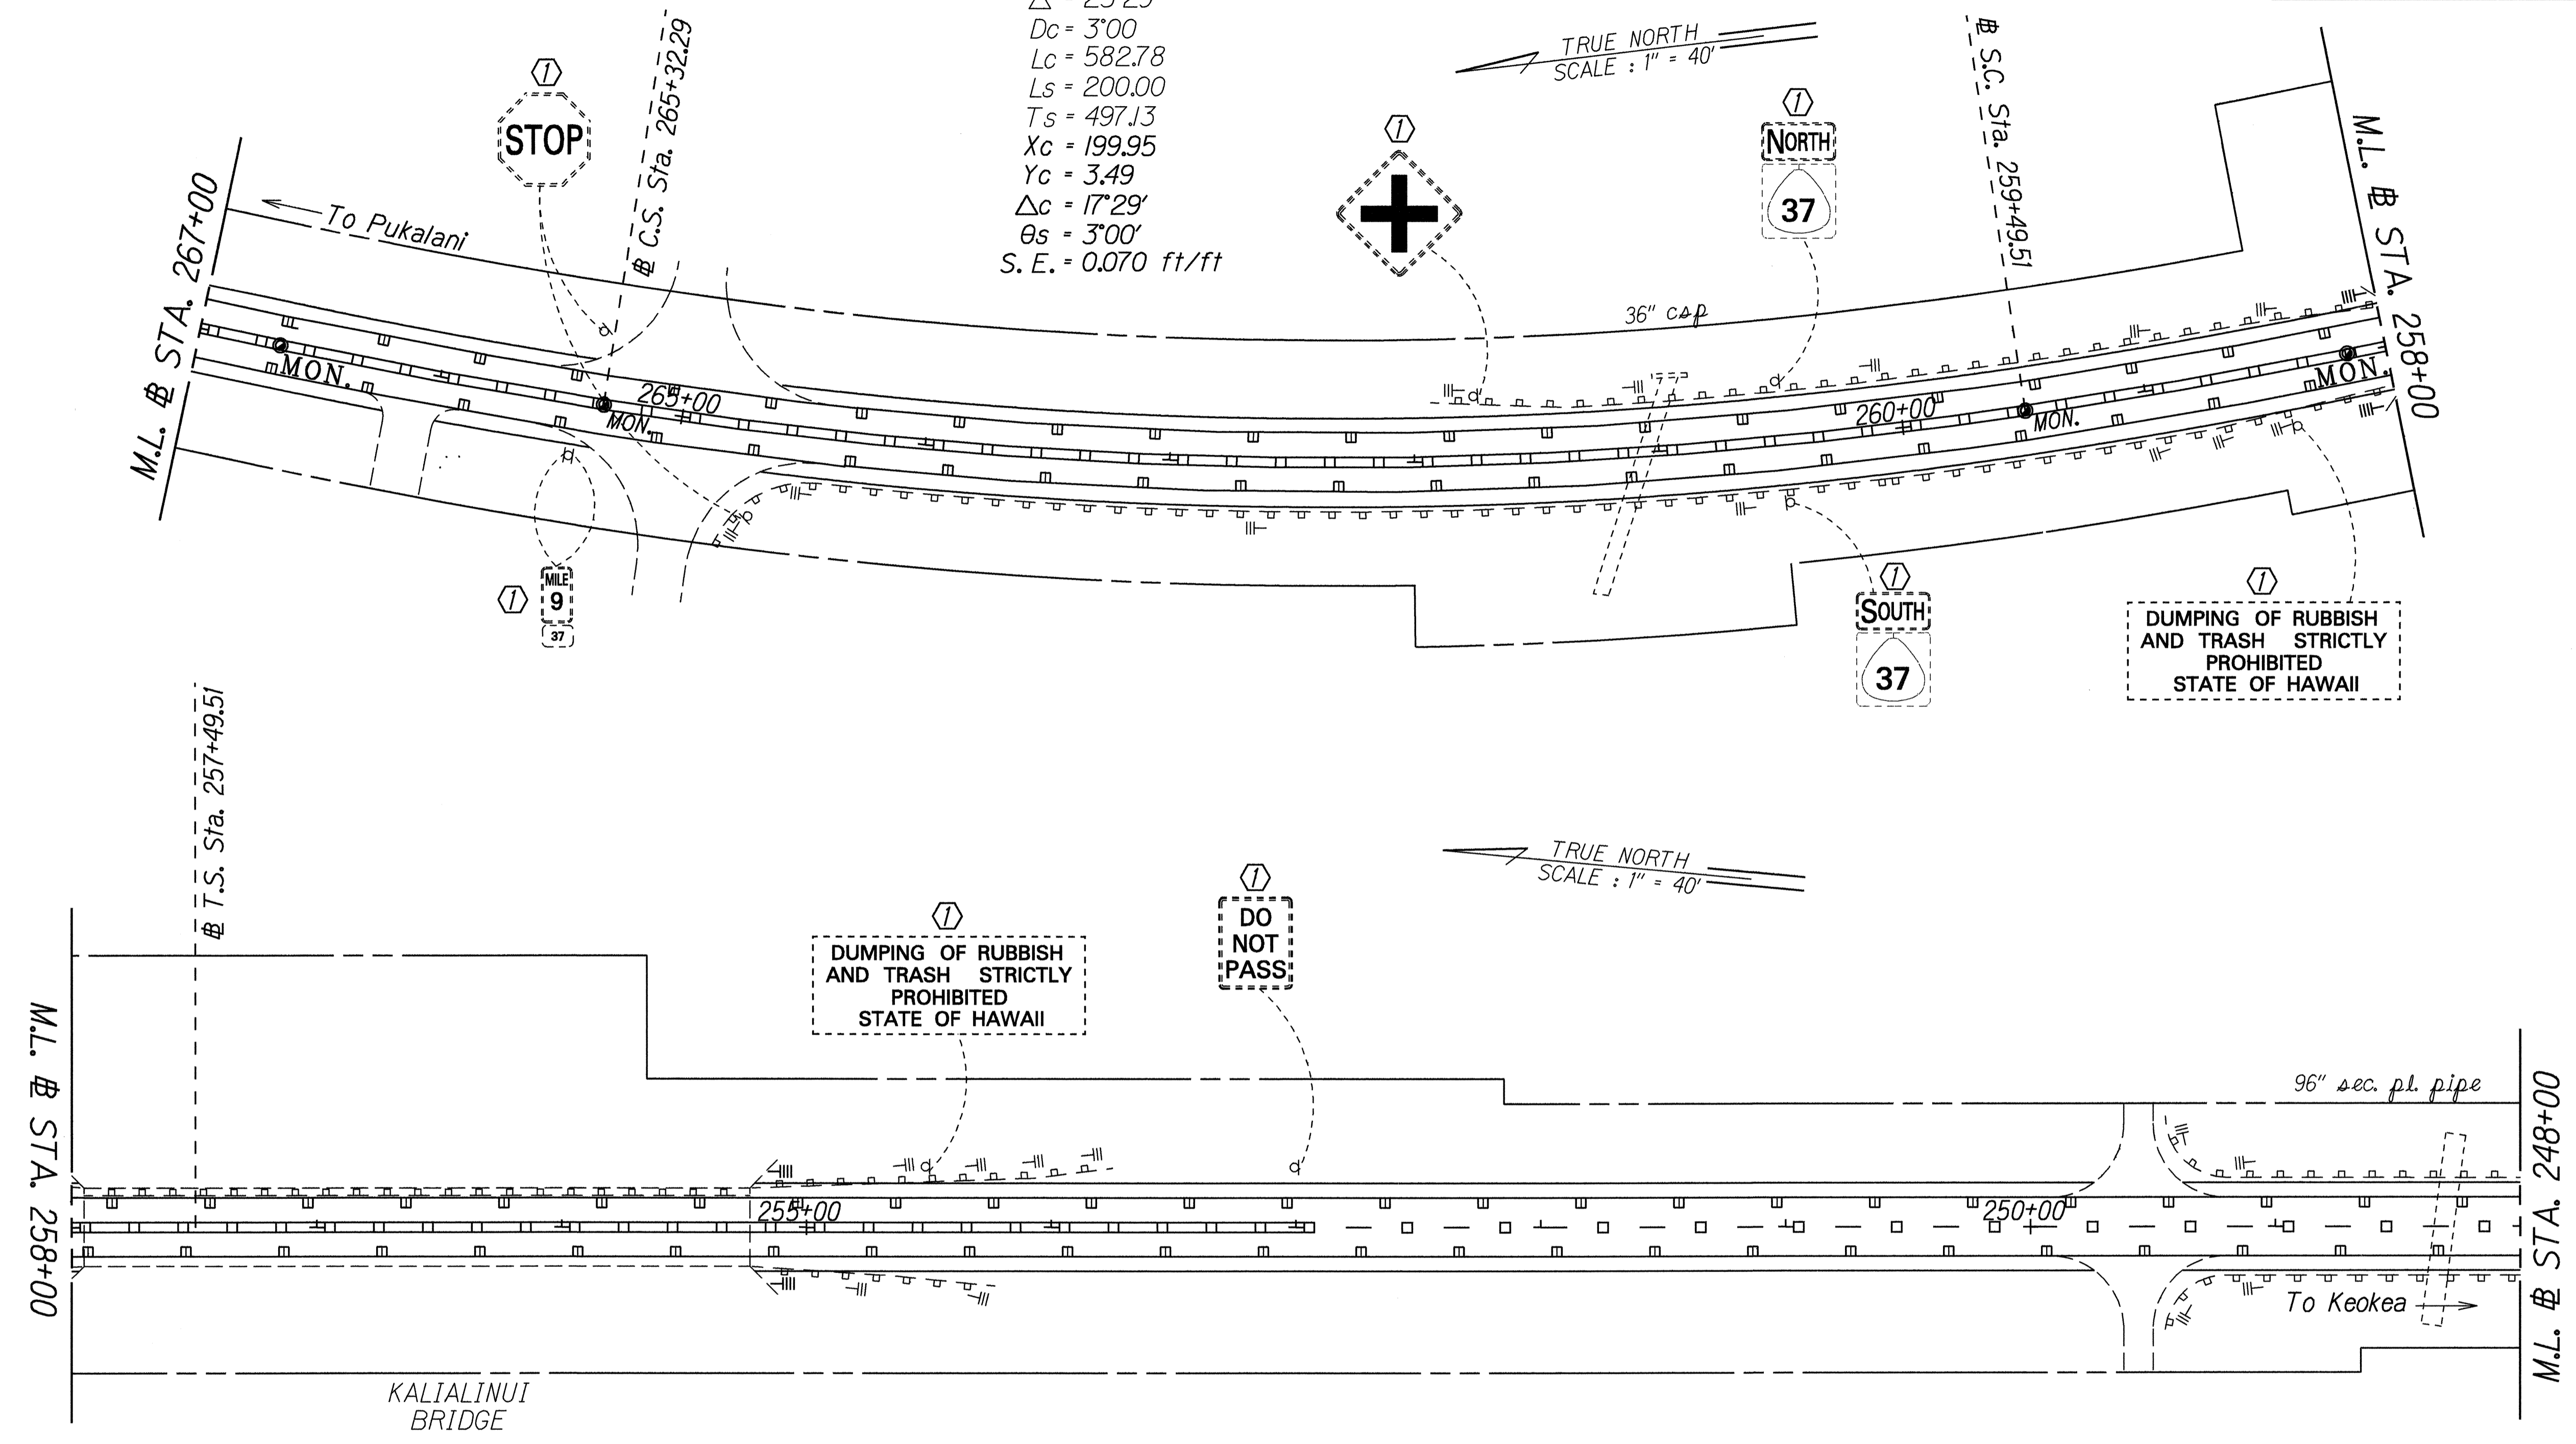 Δ = 23°29'
Dc = 3°00
Lc = 582.78
Ls = 200.00
Ts = 497.13
Xc = 199.95
Yc = 3.49
Δc = 17°29'
θs = 3°00'
S. E. = 0.070 ft/ft
TRUE NORTH
SCALE : 1" = 40'
1
STOP
℄ C.S. Sta. 265+32.29
1
1
NORTH
37
℄ S.C. Sta. 259+49.51
M.L. ℄ STA. 267+00
To Pukalani
36" csp
M.L. ℄ STA. 258+00
MON.
265+00
MON.
260+00
MON.
MON.
1
MILE
9
37
1
SOUTH
37
1
DUMPING OF RUBBISH
AND TRASH STRICTLY
PROHIBITED
STATE OF HAWAII
℄ T.S. Sta. 257+49.51
TRUE NORTH
SCALE : 1" = 40'
1
DUMPING OF RUBBISH
AND TRASH STRICTLY
PROHIBITED
STATE OF HAWAII
1
DO
NOT
PASS
M.L. ℄ STA. 258+00
96" sec. pl. pipe
M.L. ℄ STA. 248+00
255+00
250+00
To Keokea
KALIALINUI
BRIDGE